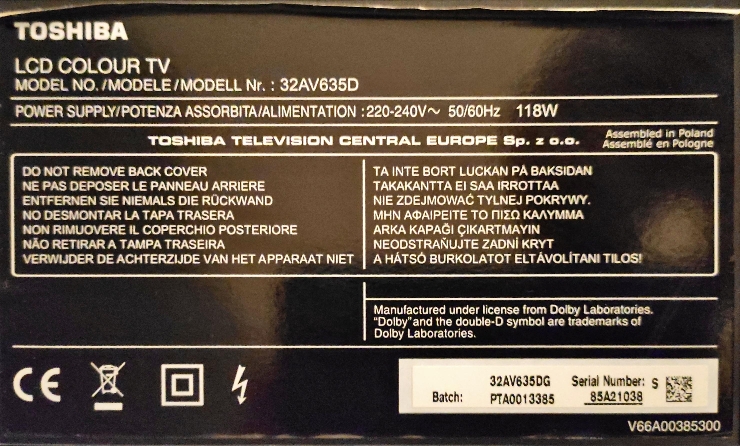 TOSHIBA
LCD COLOUR TV
MODEL NO./MODELE/MODELL Nr. : 32AV635D
POWER SUPPLY/POTENZA ASSORBITA/ALIMENTATION : 220-240V~ 50/60Hz 118W
TOSHIBA TELEVISION CENTRAL EUROPE Sp. z o.o.
Assembled in Poland
Assemblé en Pologne
DO NOT REMOVE BACK COVER
NE PAS DEPOSER LE PANNEAU ARRIERE
ENTFERNEN SIE NIEMALS DIE RÜCKWAND
NO DESMONTAR LA TAPA TRASERA
NON RIMUOVERE IL COPERCHIO POSTERIORE
NÃO RETIRAR A TAMPA TRASEIRA
VERWIJDER DE ACHTERZIJDE VAN HET APPARAAT NIET
TA INTE BORT LUCKAN PÅ BAKSIDAN
TAKAKANTTA EI SAA IRROTTAA
NIE ZDEJMOWAĆ TYLNEJ POKRYWY.
ΜΗΝ ΑΦΑΙΡΕΙΤΕ ΤΟ ΠΙΣΩ ΚΑΛΥΜΜΑ
ARKA KAPAĞI ÇIKARTMAYIN
NEODSTRAŇUJTE ZADNÍ KRYT
A HÁTSÓ BURKOLATOT ELTÁVOLÍTANI TILOS!
Manufactured under license from Dolby Laboratories.
"Dolby" and the double-D symbol are trademarks of
Dolby Laboratories.
CE
32AV635DG Serial Number: S
Batch: PTA0013385 85A21038
V66A00385300